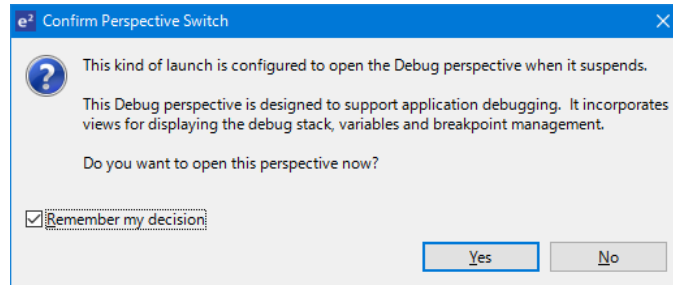 e² Confirm Perspective Switch
This kind of launch is configured to open the Debug perspective when it suspends.
This Debug perspective is designed to support application debugging. It incorporates
views for displaying the debug stack, variables and breakpoint management.
Do you want to open this perspective now?
Remember my decision
Yes No